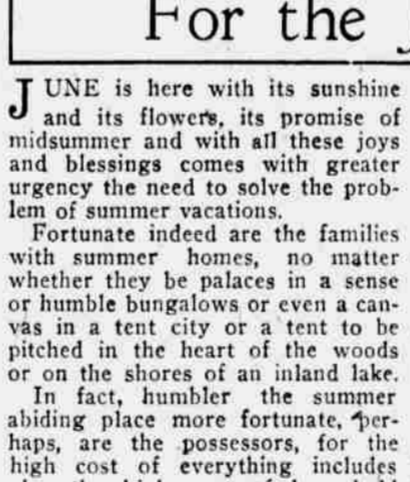 For the
JUNE is here with its sunshine
and its flowers, its promise of
midsummer and with all these joys
and blessings comes with greater
urgency the need to solve the prob-
lem of summer vacations.
Fortunate indeed are the families
with summer homes, no matter
whether they be palaces in a sense
or humble bungalows or even a can-
vas in a tent city or a tent to be
pitched in the heart of the woods
or on the shores of an inland lake.
In fact, humbler the summer
abiding place more fortunate, per-
haps, are the possessors, for the
high cost of everything includes